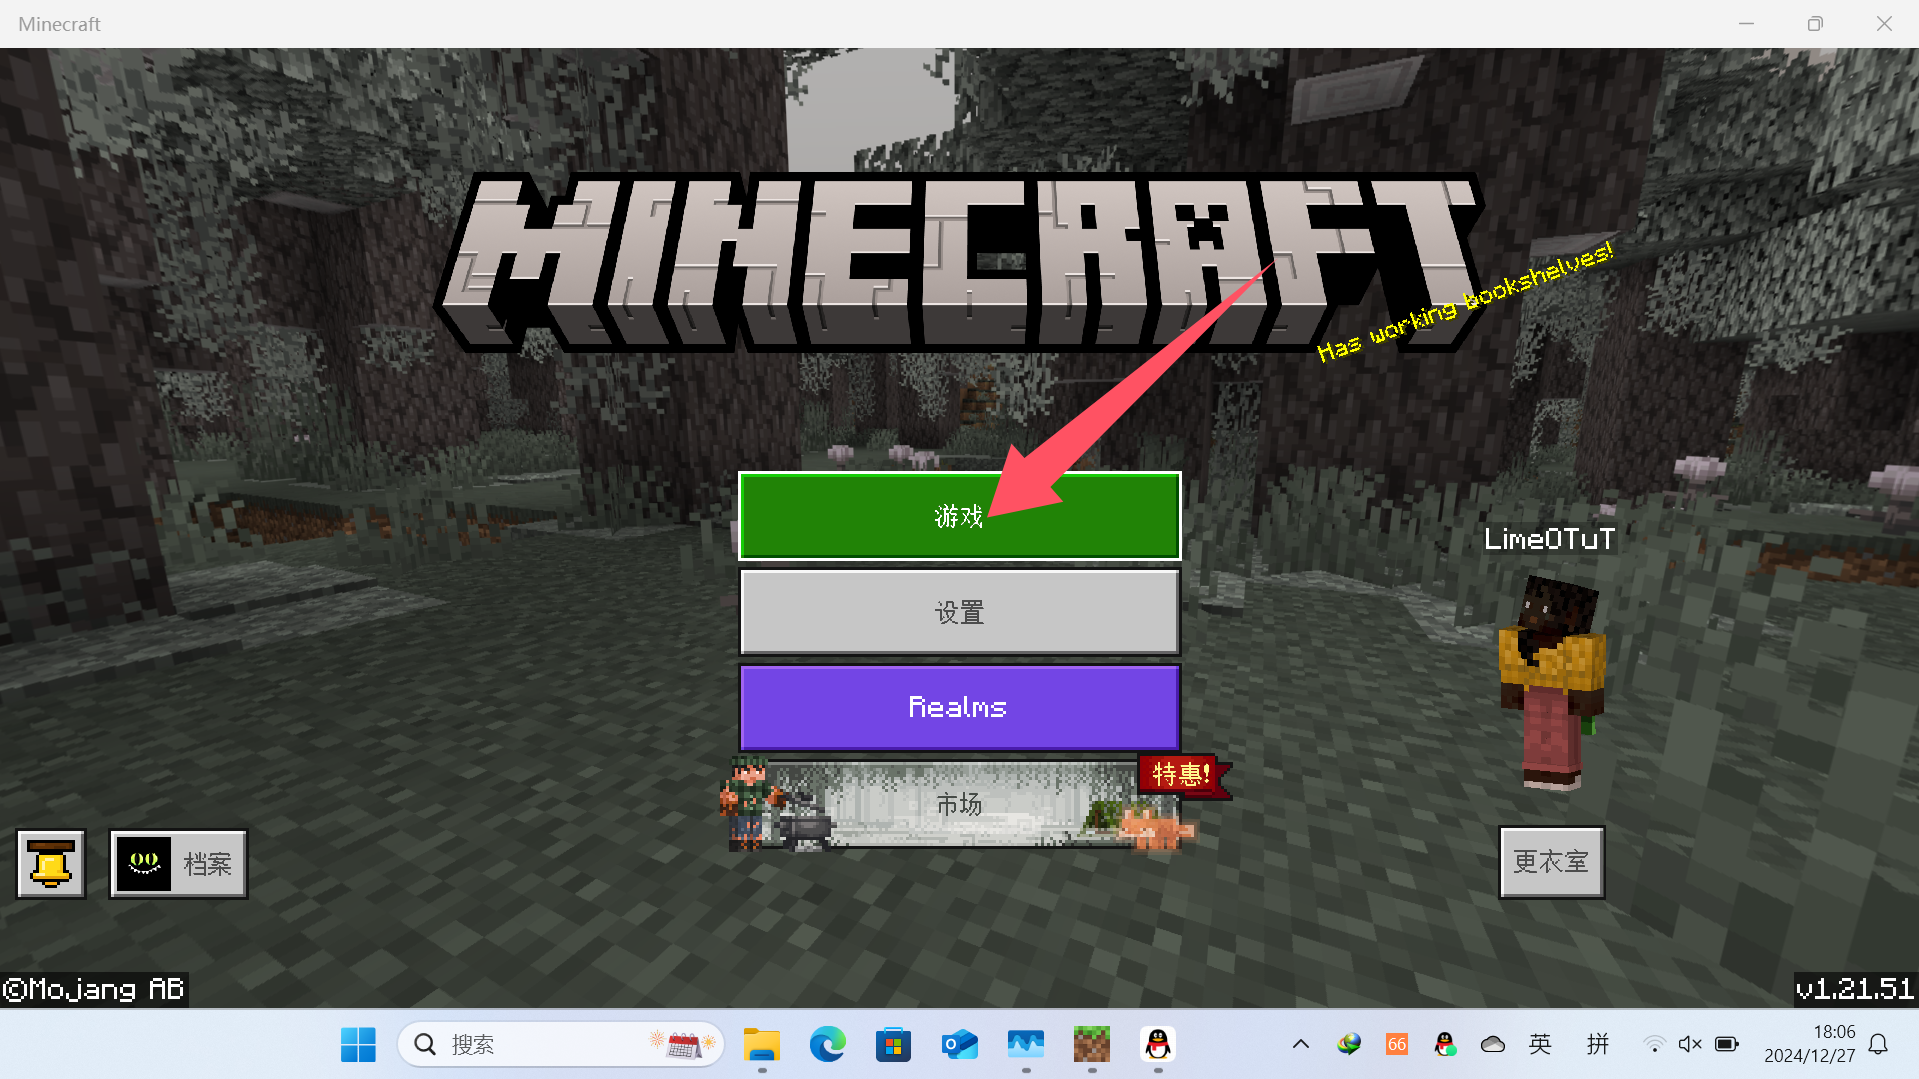 Minecraft
MINECRAFT
Has working bookshelves!
游戏
LimeOTuT
设置
Realms
特惠!
市场
档案
更衣室
©Mojang AB
v1.21.51
搜索
66
英
拼
18:06
2024/12/27